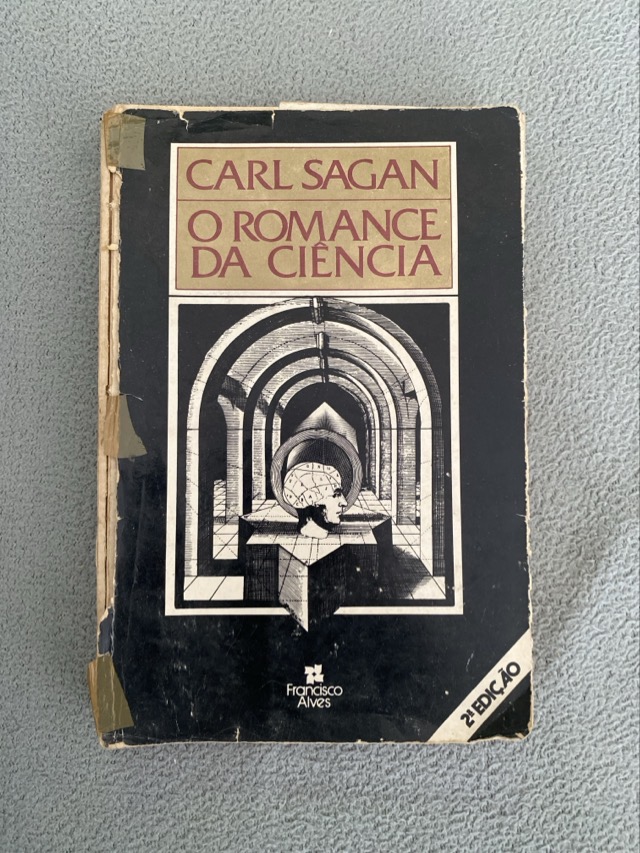 CARL SAGAN
O ROMANCE
DA CIÊNCIA
Francisco
Alves
2ª EDIÇÃO